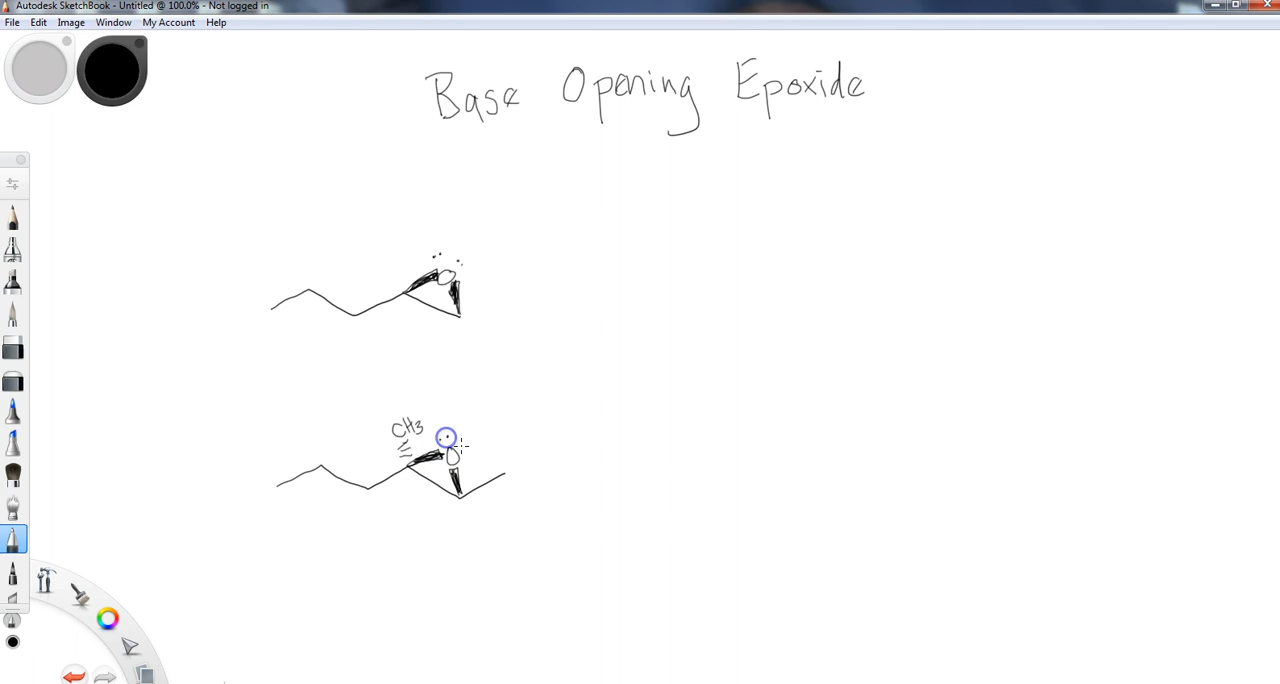 Autodesk SketchBook - Untitled @ 100.0% - Not logged in
File Edit Image Window My Account Help
Base Opening Epoxide
O
CH3
O